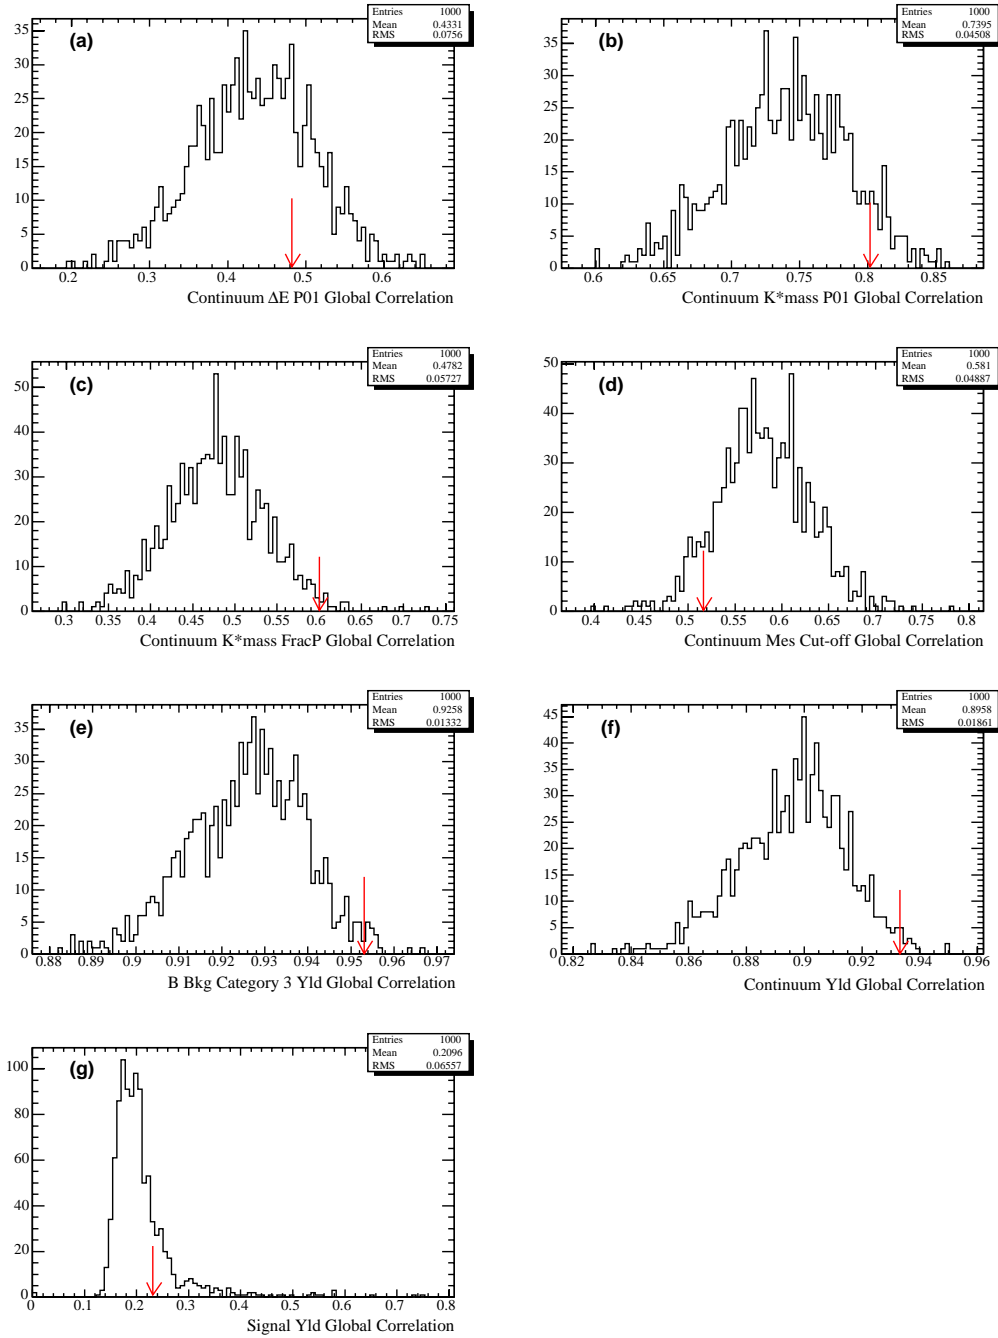 (a)
Entries 1000
Mean 0.4331
RMS 0.0756
35
30
25
20
15
10
5
0
0.2 0.3 0.4 0.5 0.6
Continuum ΔE P01 Global Correlation
(b)
Entries 1000
Mean 0.7395
RMS 0.04508
35
30
25
20
15
10
5
0
0.6 0.65 0.7 0.75 0.8 0.85
Continuum K*mass P01 Global Correlation
(c)
Entries 1000
Mean 0.4782
RMS 0.05727
50
40
30
20
10
0
0.3 0.35 0.4 0.45 0.5 0.55 0.6 0.65 0.7 0.75
Continuum K*mass FracP Global Correlation
(d)
Entries 1000
Mean 0.581
RMS 0.04887
50
40
30
20
10
0
0.4 0.45 0.5 0.55 0.6 0.65 0.7 0.75 0.8
Continuum Mes Cut-off Global Correlation
(e)
Entries 1000
Mean 0.9258
RMS 0.01332
35
30
25
20
15
10
5
0
0.88 0.89 0.9 0.91 0.92 0.93 0.94 0.95 0.96 0.97
B Bkg Category 3 Yld Global Correlation
(f)
Entries 1000
Mean 0.8958
RMS 0.01861
45
40
35
30
25
20
15
10
5
0
0.82 0.84 0.86 0.88 0.9 0.92 0.94 0.96
Continuum Yld Global Correlation
(g)
Entries 1000
Mean 0.2096
RMS 0.06557
100
80
60
40
20
0
0 0.1 0.2 0.3 0.4 0.5 0.6 0.7 0.8
Signal Yld Global Correlation